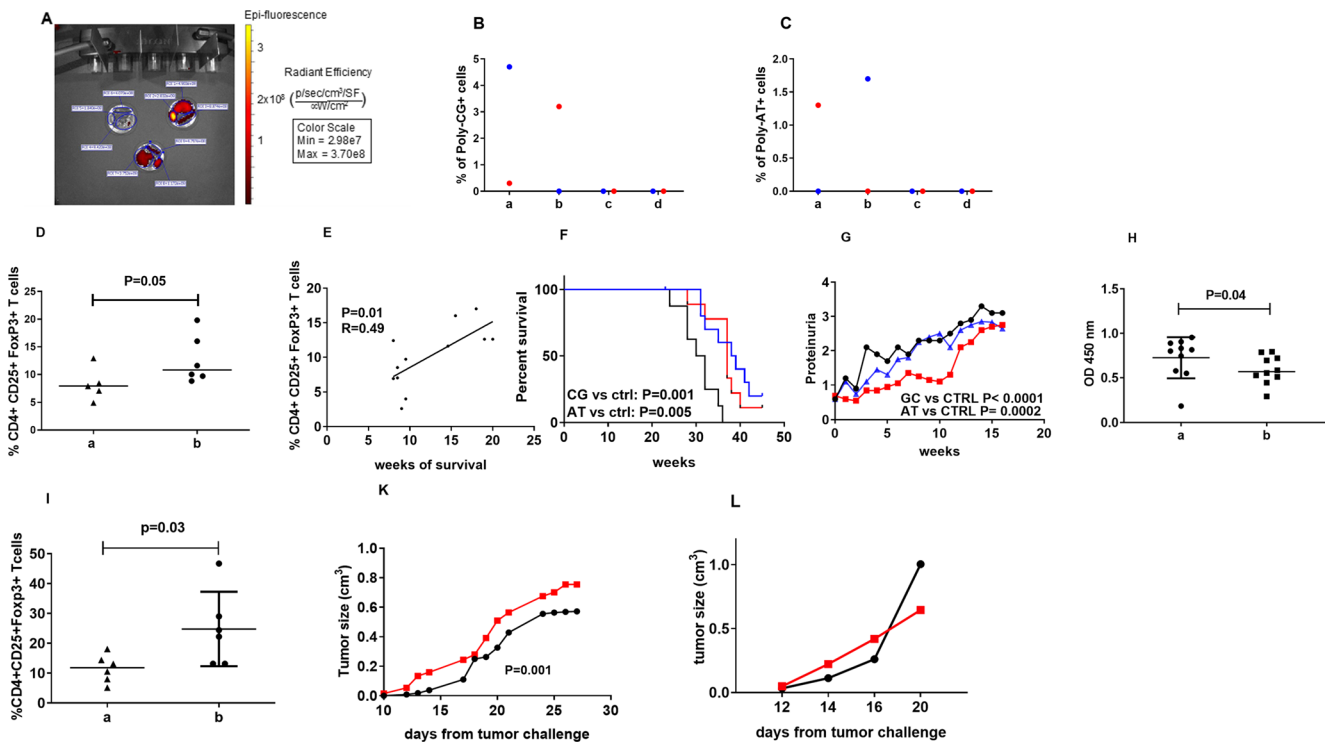 A
Epi-fluorescence
3
2x10⁸
1
Radiant Efficiency
(p/sec/cm²/SF
∝W/cm²)
Color Scale
Min = 2.98e7
Max = 3.70e8
B
% of Poly-CG+ cells
5
4
3
2
1
0
a b c d
C
% of Poly-AT+ cells
2.0
1.5
1.0
0.5
0.0
a b c d
D
% CD4+ CD25+ FoxP3+ T cells
P=0.05
25
20
15
10
5
0
a b
E
% CD4+ CD25+ FoxP3+ T cells
P=0.01
R=0.49
20
15
10
5
0
0 5 10 15 20 25
weeks of survival
F
Percent survival
100
50
0
CG vs ctrl: P=0.001
AT vs ctrl: P=0.005
0 10 20 30 40 50
weeks
G
Proteinuria
4
3
2
1
0
GC vs CTRL P< 0.0001
AT vs CTRL P= 0.0002
0 5 10 15 20
weeks
H
OD 450 nm
P=0.04
1.5
1.0
0.5
0.0
a b
I
%CD4+CD25+Foxp3+ Tcells
p=0.03
50
40
30
20
10
0
a b
K
Tumor size (cm³)
1.0
0.8
0.6
0.4
0.2
0.0
P=0.001
10 15 20 25 30
days from tumor challenge
L
tumor size (cm³)
1.0
0.5
0.0
12 14 16 20
days from tumor challenge